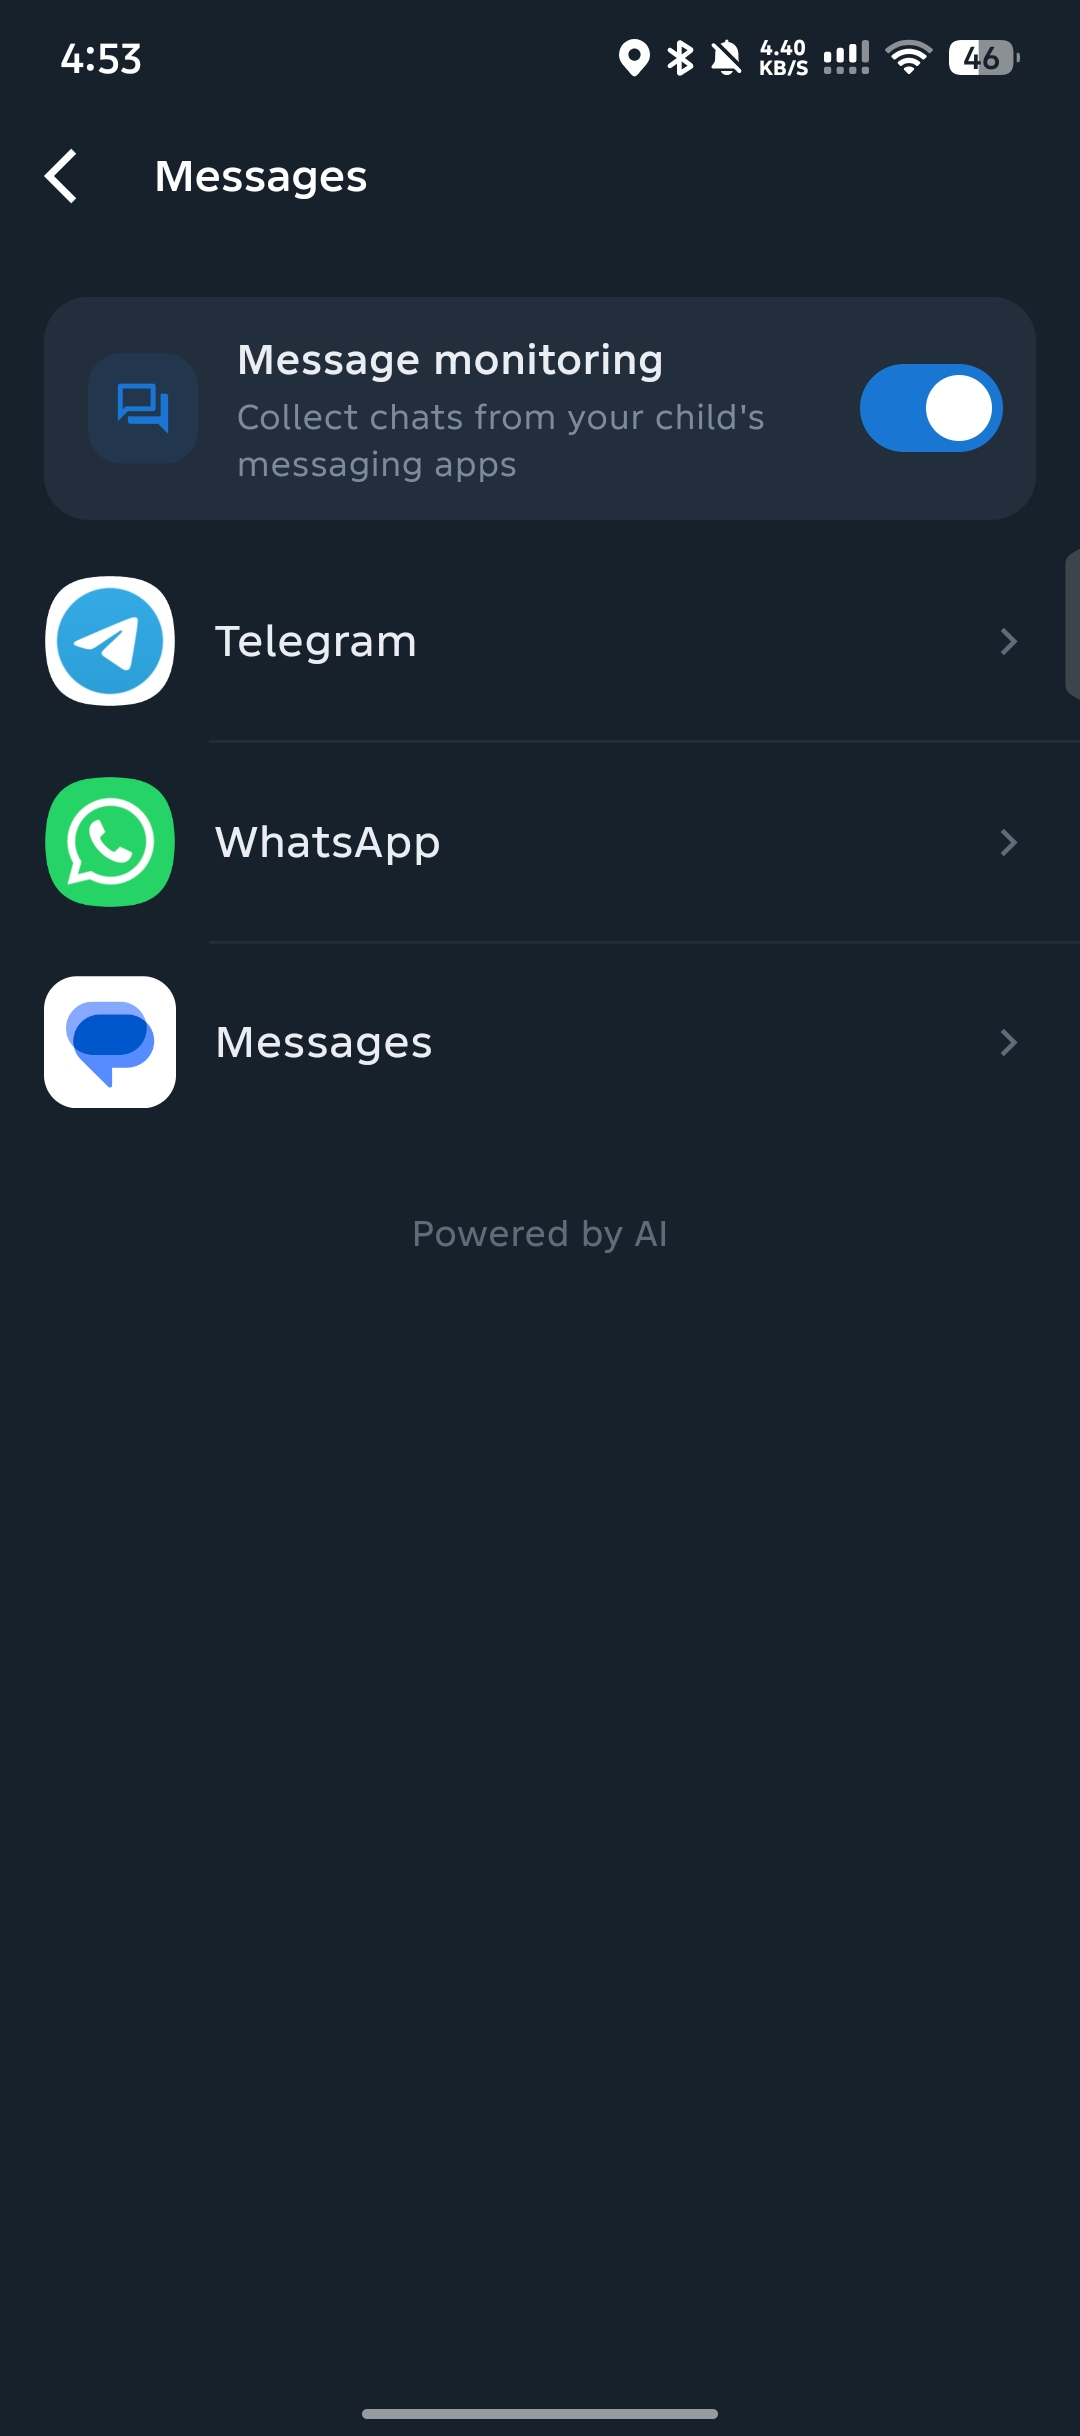 4:53
4.40
KB/S
46
Messages
Message monitoring
Collect chats from your child's
messaging apps
Telegram
WhatsApp
Messages
Powered by AI